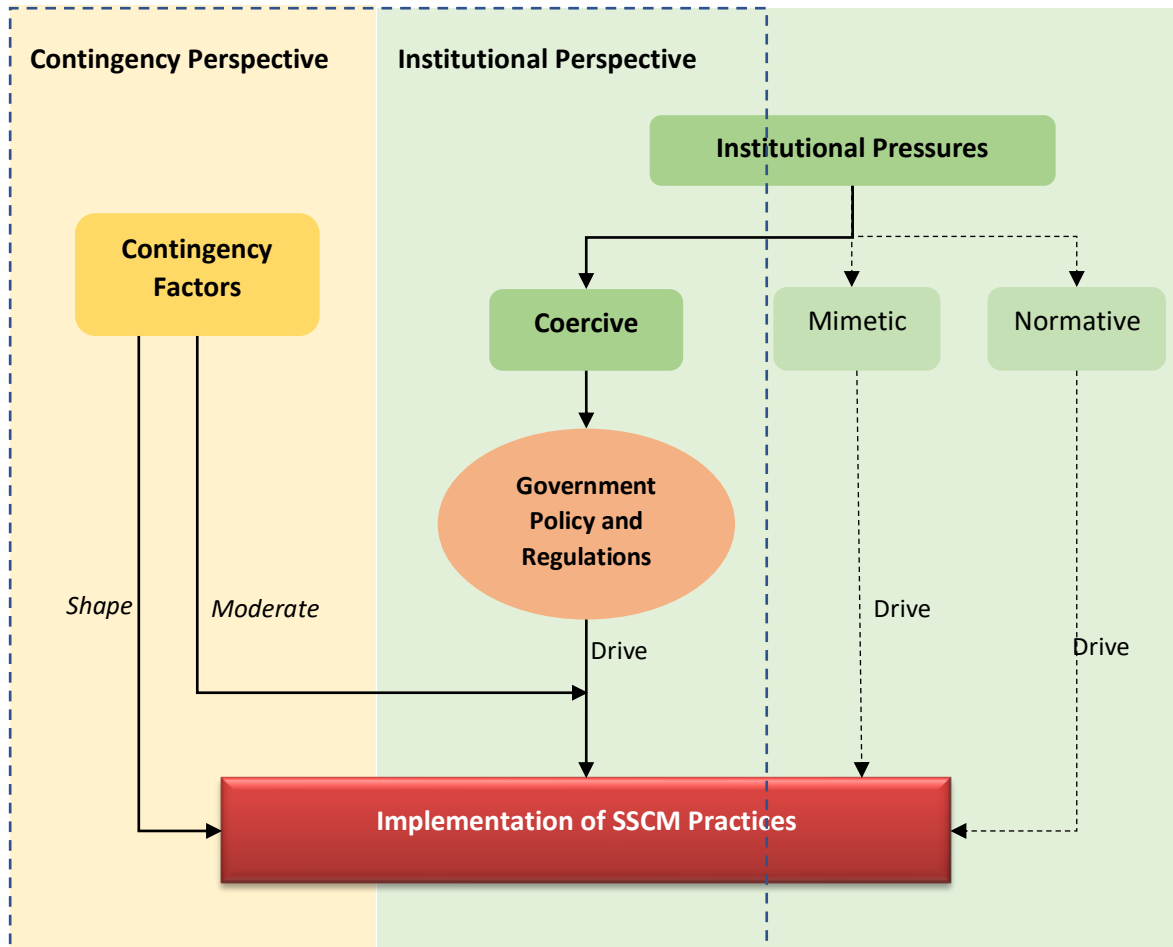 Contingency Perspective
Institutional Perspective
Institutional Pressures
Contingency
Factors
Coercive
Mimetic
Normative
Government
Policy and
Regulations
Shape
Moderate
Drive
Drive
Drive
Implementation of SSCM Practices